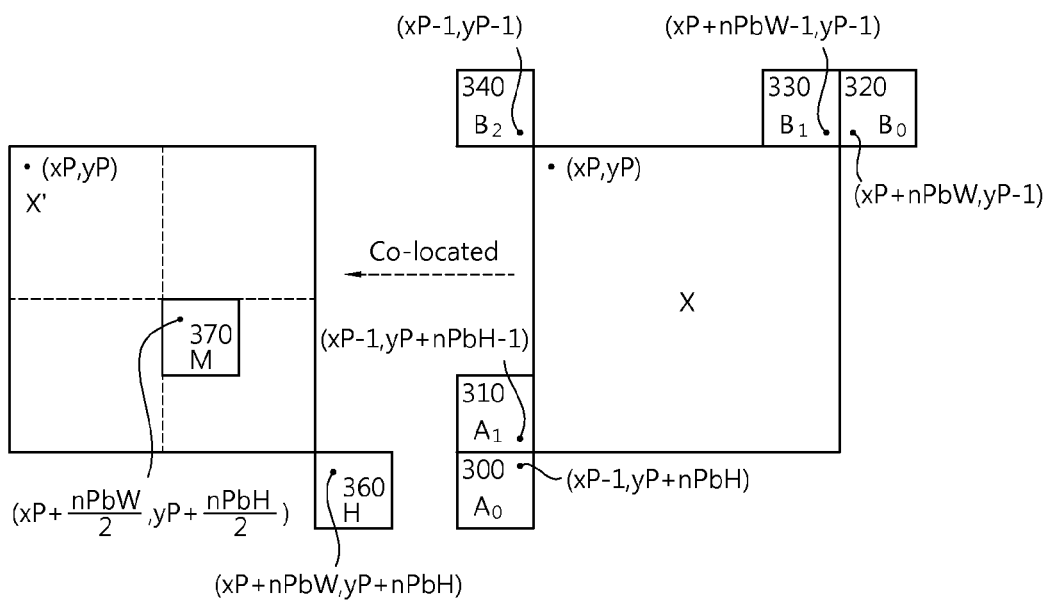 (xP-1,yP-1)
(xP+nPbW-1,yP-1)
340
B2
330
B1
320
B0
(xP,yP)
X'
(xP,yP)
(xP+nPbW,yP-1)
Co-located
X
370
M
(xP-1,yP+nPbH-1)
310
A1
300
A0
(xP-1,yP+nPbH)
360
H
(xP+nPbW/2,yP+nPbH/2)
(xP+nPbW,yP+nPbH)